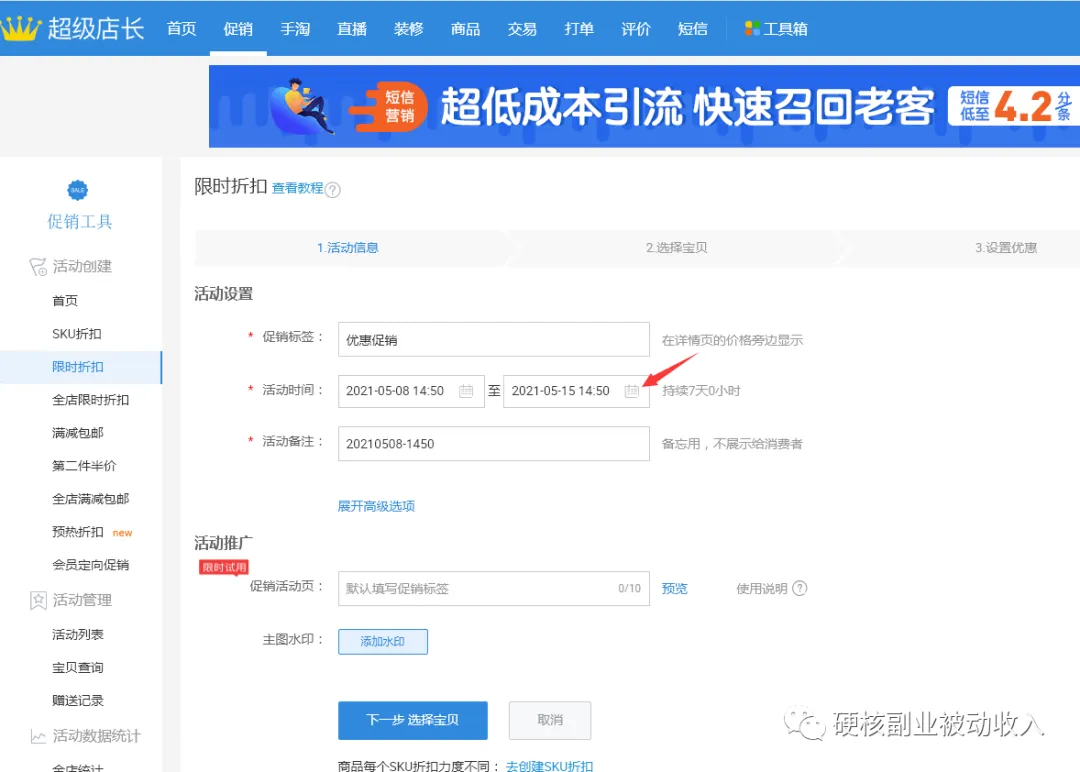 超级店长 首页 促销 手淘 直播 装修 商品 交易 打单 评价 短信 工具箱
短信营销 超低成本引流 快速召回老客 短信低至4.2分/条
SALE
促销工具
活动创建
首页
SKU折扣
限时折扣
全店限时折扣
满减包邮
第二件半价
全店满减包邮
预热折扣 new
会员定向促销
活动管理
活动列表
宝贝查询
赠送记录
活动数据统计
全店统计
限时折扣 查看教程 ?
1.活动信息 2.选择宝贝 3.设置优惠
活动设置
* 促销标签： 优惠促销 在详情页的价格旁边显示
* 活动时间： 2021-05-08 14:50 至 2021-05-15 14:50 持续7天0小时
* 活动备注： 20210508-1450 备忘用，不展示给消费者
展开高级选项
活动推广
限时试用
促销活动页： 默认填写促销标签 0/10 预览 使用说明 ?
主图水印： 添加水印
下一步 选择宝贝 取消
商品每个SKU折扣力度不同： 去创建SKU折扣
硬核副业被动收入